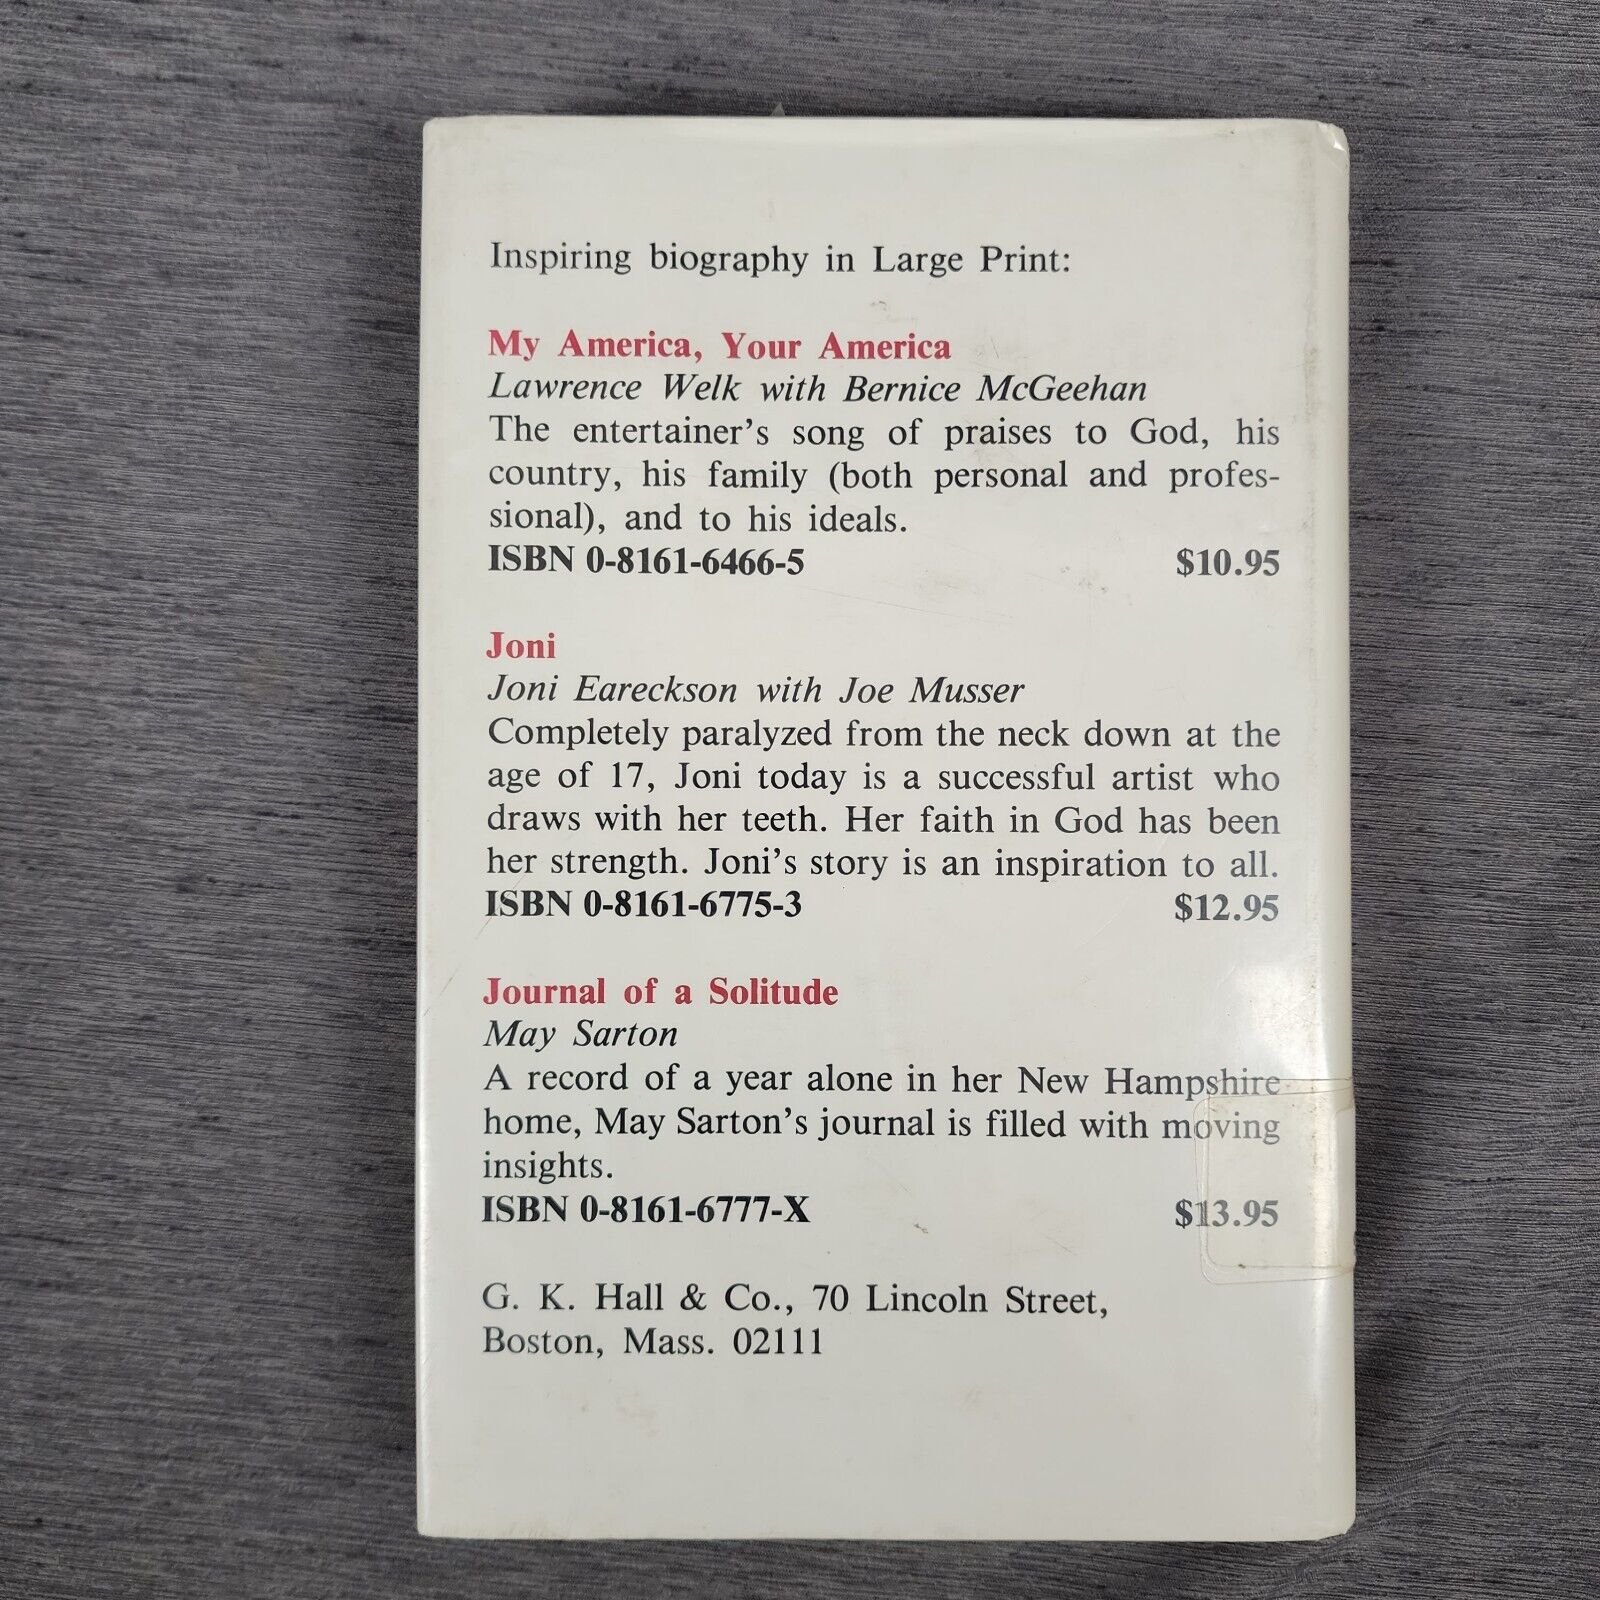 Inspiring biography in Large Print:
My America, Your America
Lawrence Welk with Bernice McGeehan
The entertainer's song of praises to God, his
country, his family (both personal and profes-
sional), and to his ideals.
ISBN 0-8161-6466-5 $10.95
Joni
Joni Eareckson with Joe Musser
Completely paralyzed from the neck down at the
age of 17, Joni today is a successful artist who
draws with her teeth. Her faith in God has been
her strength. Joni's story is an inspiration to all.
ISBN 0-8161-6775-3 $12.95
Journal of a Solitude
May Sarton
A record of a year alone in her New Hampshire
home, May Sarton's journal is filled with moving
insights.
ISBN 0-8161-6777-X $13.95
G. K. Hall & Co., 70 Lincoln Street,
Boston, Mass. 02111